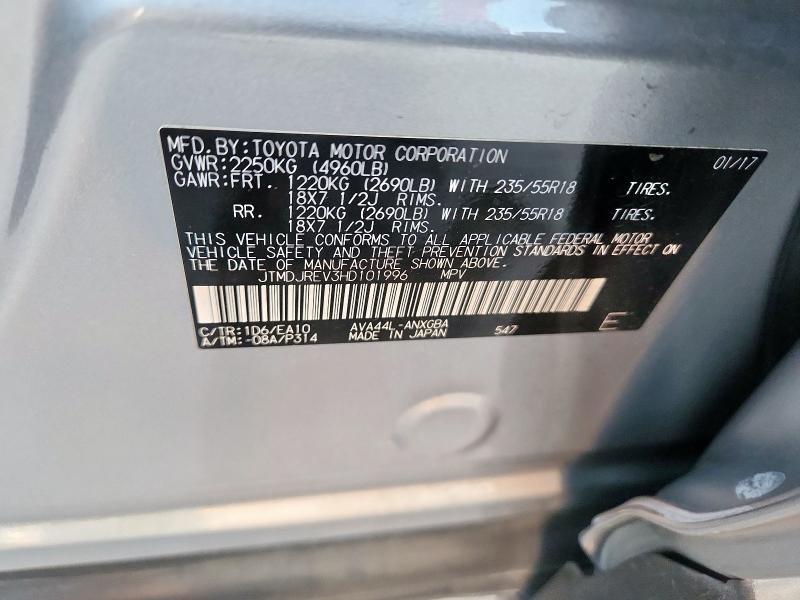 MFD. BY: TOYOTA MOTOR CORPORATION 01/17
GVWR: 2250KG (4960LB)
GAWR: FRT. 1220KG (2690LB) WITH 235/55R18 TIRES.
18X7 1/2J RIMS.
RR. 1220KG (2690LB) WITH 235/55R18 TIRES.
18X7 1/2J RIMS.
THIS VEHICLE CONFORMS TO ALL APPLICABLE FEDERAL MOTOR
VEHICLE SAFETY AND THEFT PREVENTION STANDARDS IN EFFECT ON
THE DATE OF MANUFACTURE SHOWN ABOVE.
JTMDJREV3HD101996 MPV
C/TR: 1D6/EA10 AVA44L-ANXGBA 547 E
A/TM: -08A/P314 MADE IN JAPAN